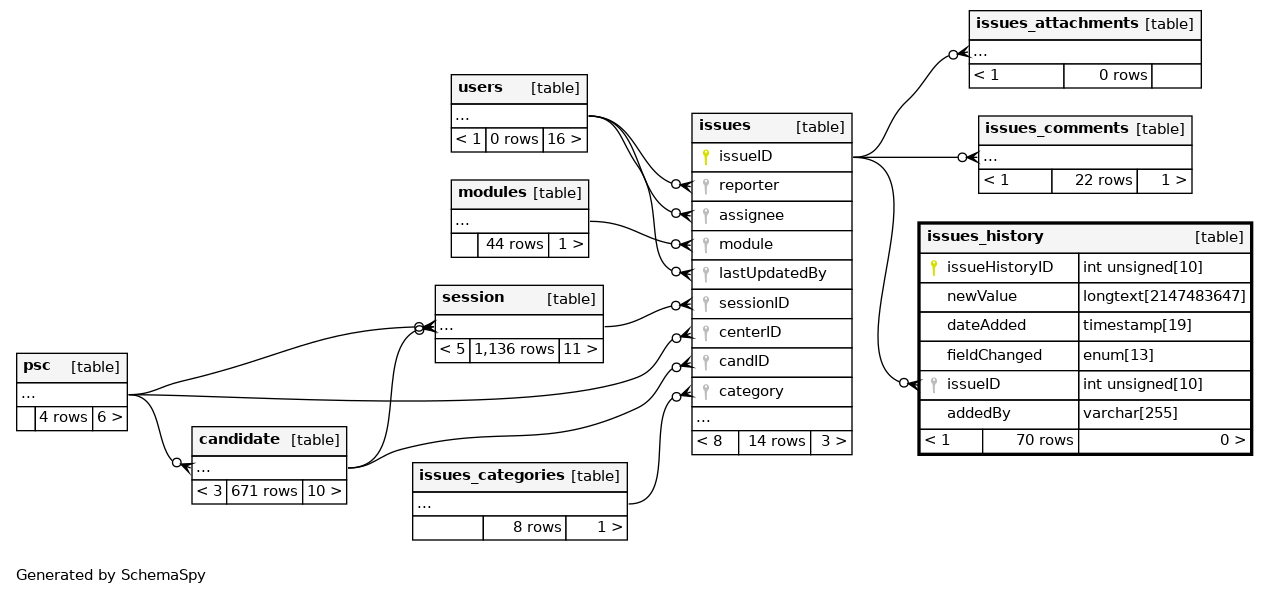 issues_attachments [table]
...
< 1 0 rows
users [table]
...
< 1 0 rows 16 >
issues [table]
issueID
reporter
assignee
module
lastUpdatedBy
sessionID
centerID
candID
category
...
< 8 14 rows 3 >
issues_comments [table]
...
< 1 22 rows 1 >
modules [table]
...
44 rows 1 >
issues_history [table]
issueHistoryID int unsigned[10]
newValue longtext[2147483647]
dateAdded timestamp[19]
fieldChanged enum[13]
issueID int unsigned[10]
addedBy varchar[255]
< 1 70 rows 0 >
session [table]
...
< 5 1,136 rows 11 >
psc [table]
...
4 rows 6 >
candidate [table]
...
< 3 671 rows 10 >
issues_categories [table]
...
8 rows 1 >
Generated by SchemaSpy